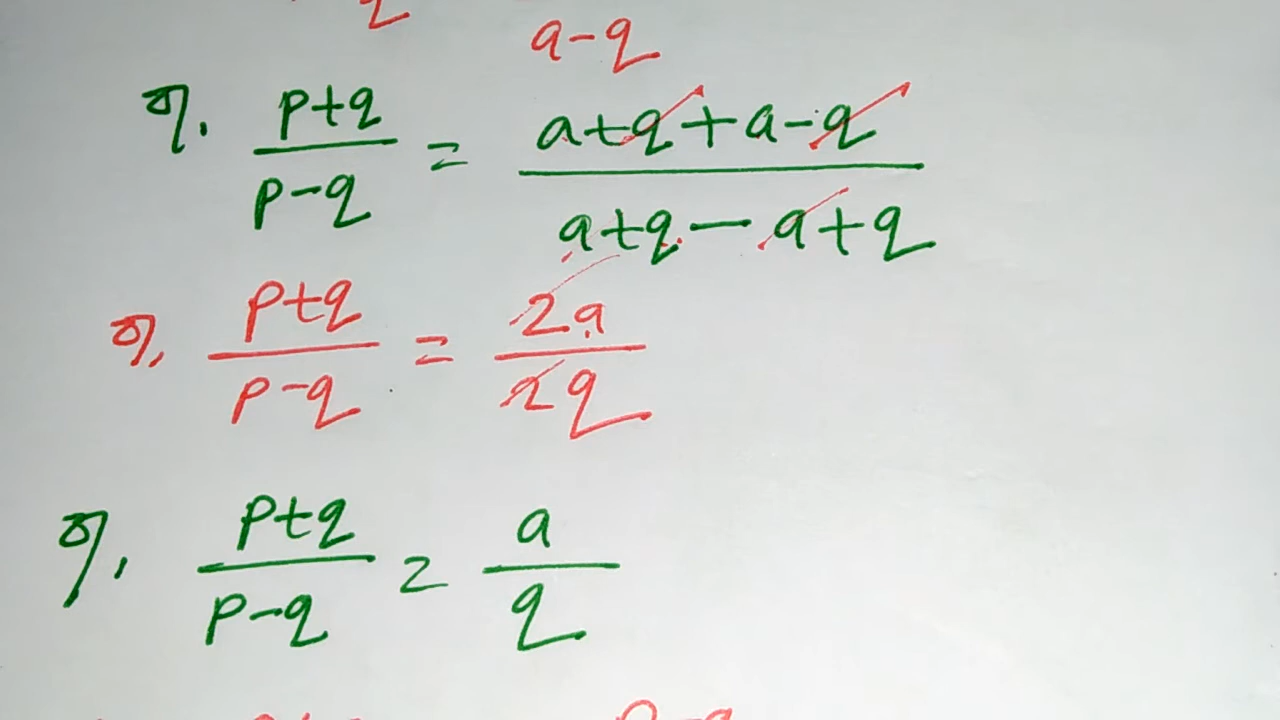 q
a-q
বা, p+q/p-q = a+q+a-q/a+q-a+q
বা, p+q/p-q = 2a/2q
বা, p+q/p-q = a/q